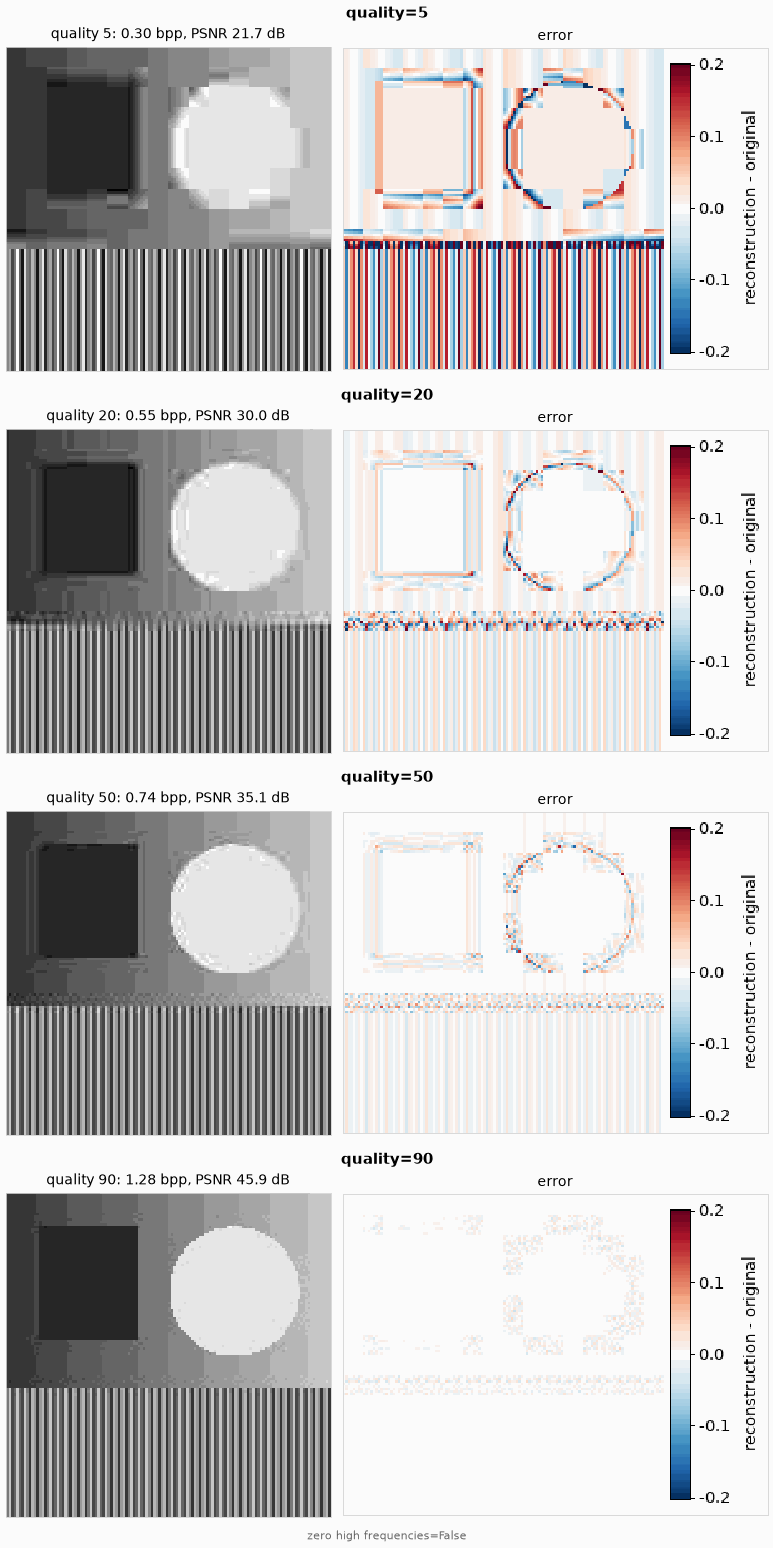 quality=5
quality 5: 0.30 bpp, PSNR 21.7 dB
error
0.2
0.1
0.0
-0.1
-0.2
reconstruction - original
quality=20
quality 20: 0.55 bpp, PSNR 30.0 dB
error
0.2
0.1
0.0
-0.1
-0.2
reconstruction - original
quality=50
quality 50: 0.74 bpp, PSNR 35.1 dB
error
0.2
0.1
0.0
-0.1
-0.2
reconstruction - original
quality=90
quality 90: 1.28 bpp, PSNR 45.9 dB
error
0.2
0.1
0.0
-0.1
-0.2
reconstruction - original
zero high frequencies=False